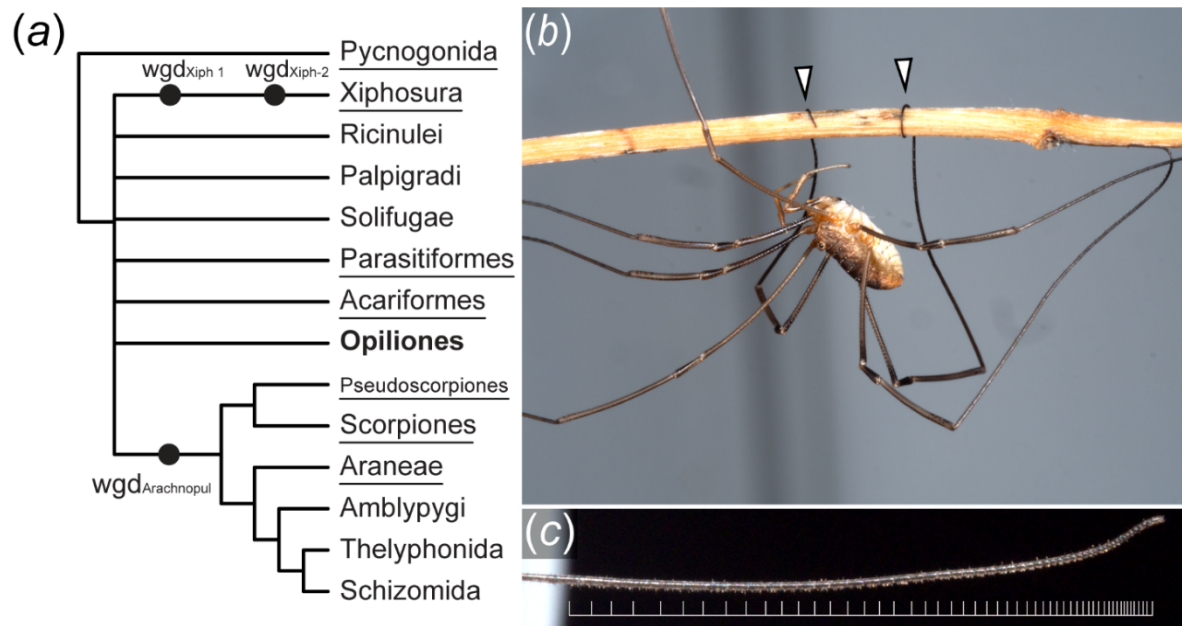 (a)
Pycnogonida
wgdXiph 1
wgdXiph-2
Xiphosura
Ricinulei
Palpigradi
Solifugae
Parasitiformes
Acariformes
Opiliones
Pseudoscorpiones
Scorpiones
wgdArachnopul
Araneae
Amblypygi
Thelyphonida
Schizomida
(b)
(c)